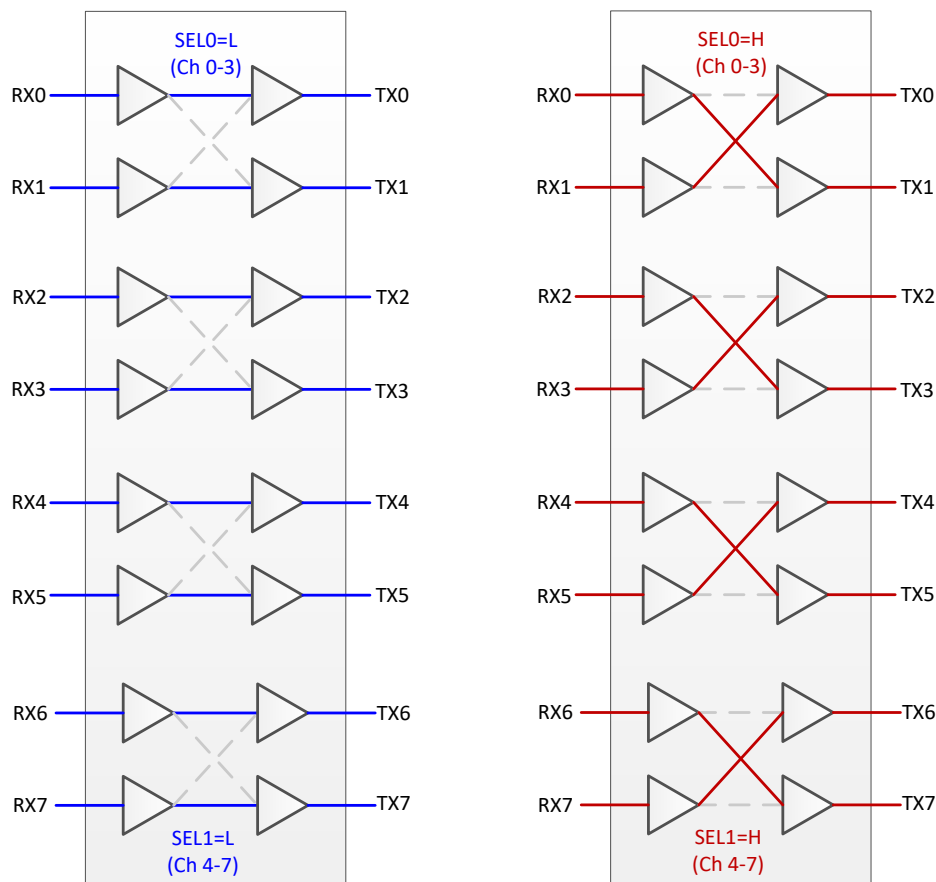 SEL0=L
(Ch 0-3)
RX0
TX0
RX1
TX1
RX2
TX2
RX3
TX3
RX4
TX4
RX5
TX5
RX6
TX6
RX7
TX7
SEL1=L
(Ch 4-7)
SEL0=H
(Ch 0-3)
RX0
TX0
RX1
TX1
RX2
TX2
RX3
TX3
RX4
TX4
RX5
TX5
RX6
TX6
RX7
TX7
SEL1=H
(Ch 4-7)